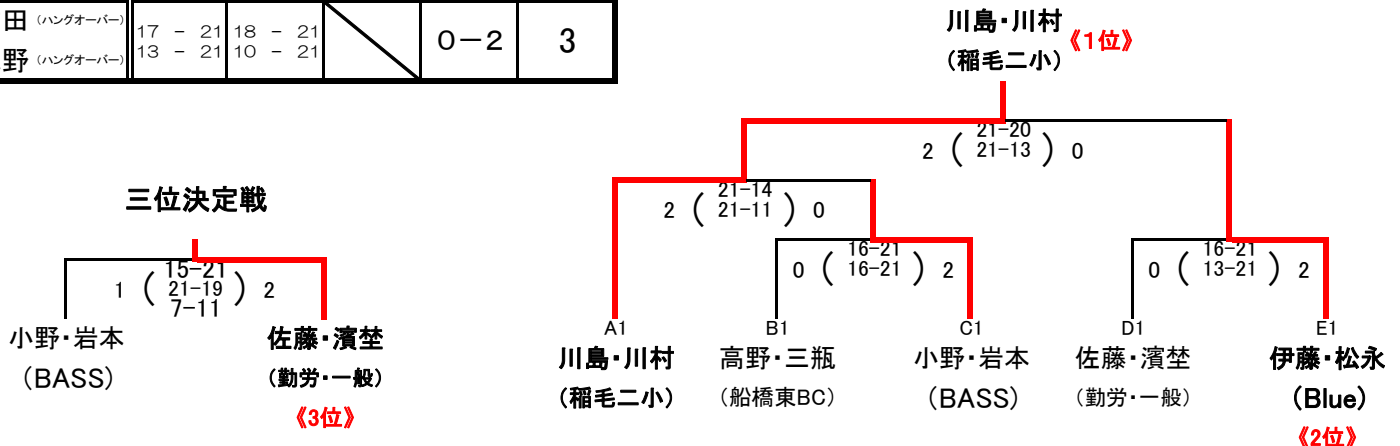 田 (ハングオーバー)
野 (ハングオーバー)
17 - 21
13 - 21
18 - 21
10 - 21
0－2
3
川島・川村
(稲毛二小)
《1位》
21-20
2 ( 21-13 ) 0
21-14
2 ( 21-11 ) 0
16-21
0 ( 16-21 ) 2
16-21
0 ( 13-21 ) 2
A1
B1
C1
D1
E1
川島・川村
高野・三瓶
小野・岩本
佐藤・濱埜
伊藤・松永
(稲毛二小)
(船橋東BC)
(BASS)
(勤労・一般)
(Blue)
《2位》
三位決定戦
15-21
1 ( 21-19 ) 2
7-11
小野・岩本
佐藤・濱埜
(BASS)
(勤労・一般)
《3位》